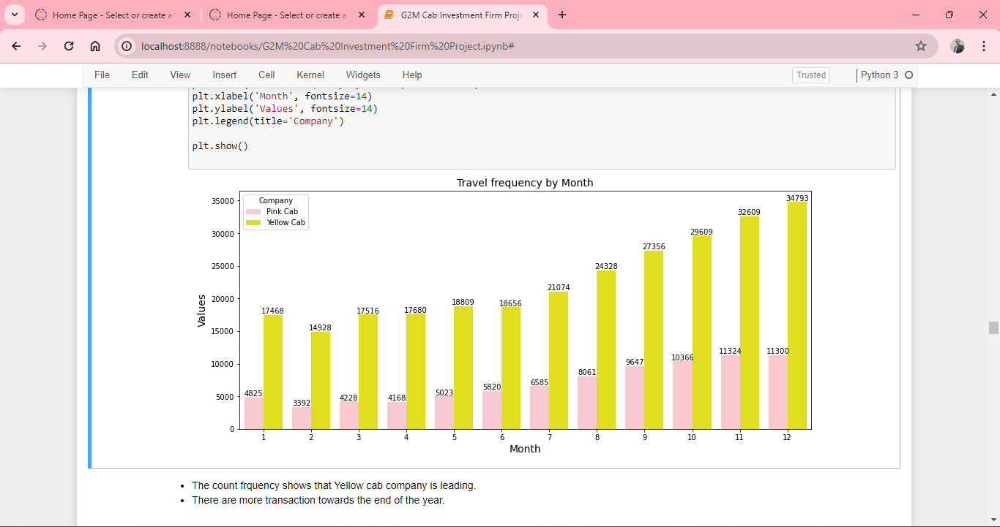 Home Page - Select or create a
Home Page - Select or create a
G2M Cab Investment Firm Proje
localhost:8888/notebooks/G2M%20Cab%20Investment%20Firm%20Project.ipynb#
File Edit View Insert Cell Kernel Widgets Help Trusted Python 3
plt.xlabel('Month', fontsize=14)
plt.ylabel('Values', fontsize=14)
plt.legend(title='Company')
plt.show()
Travel frequency by Month
Company
Pink Cab
Yellow Cab
Values
35000
30000
25000
20000
15000
10000
5000
0
4825 17468
3392 14928
4228 17516
4168 17680
5023 18809
5820 18656
6585 21074
8061 24328
9647 27356
10366 29609
11324 32609
11300 34793
1 2 3 4 5 6 7 8 9 10 11 12
Month
The count frquency shows that Yellow cab company is leading.
There are more transaction towards the end of the year.